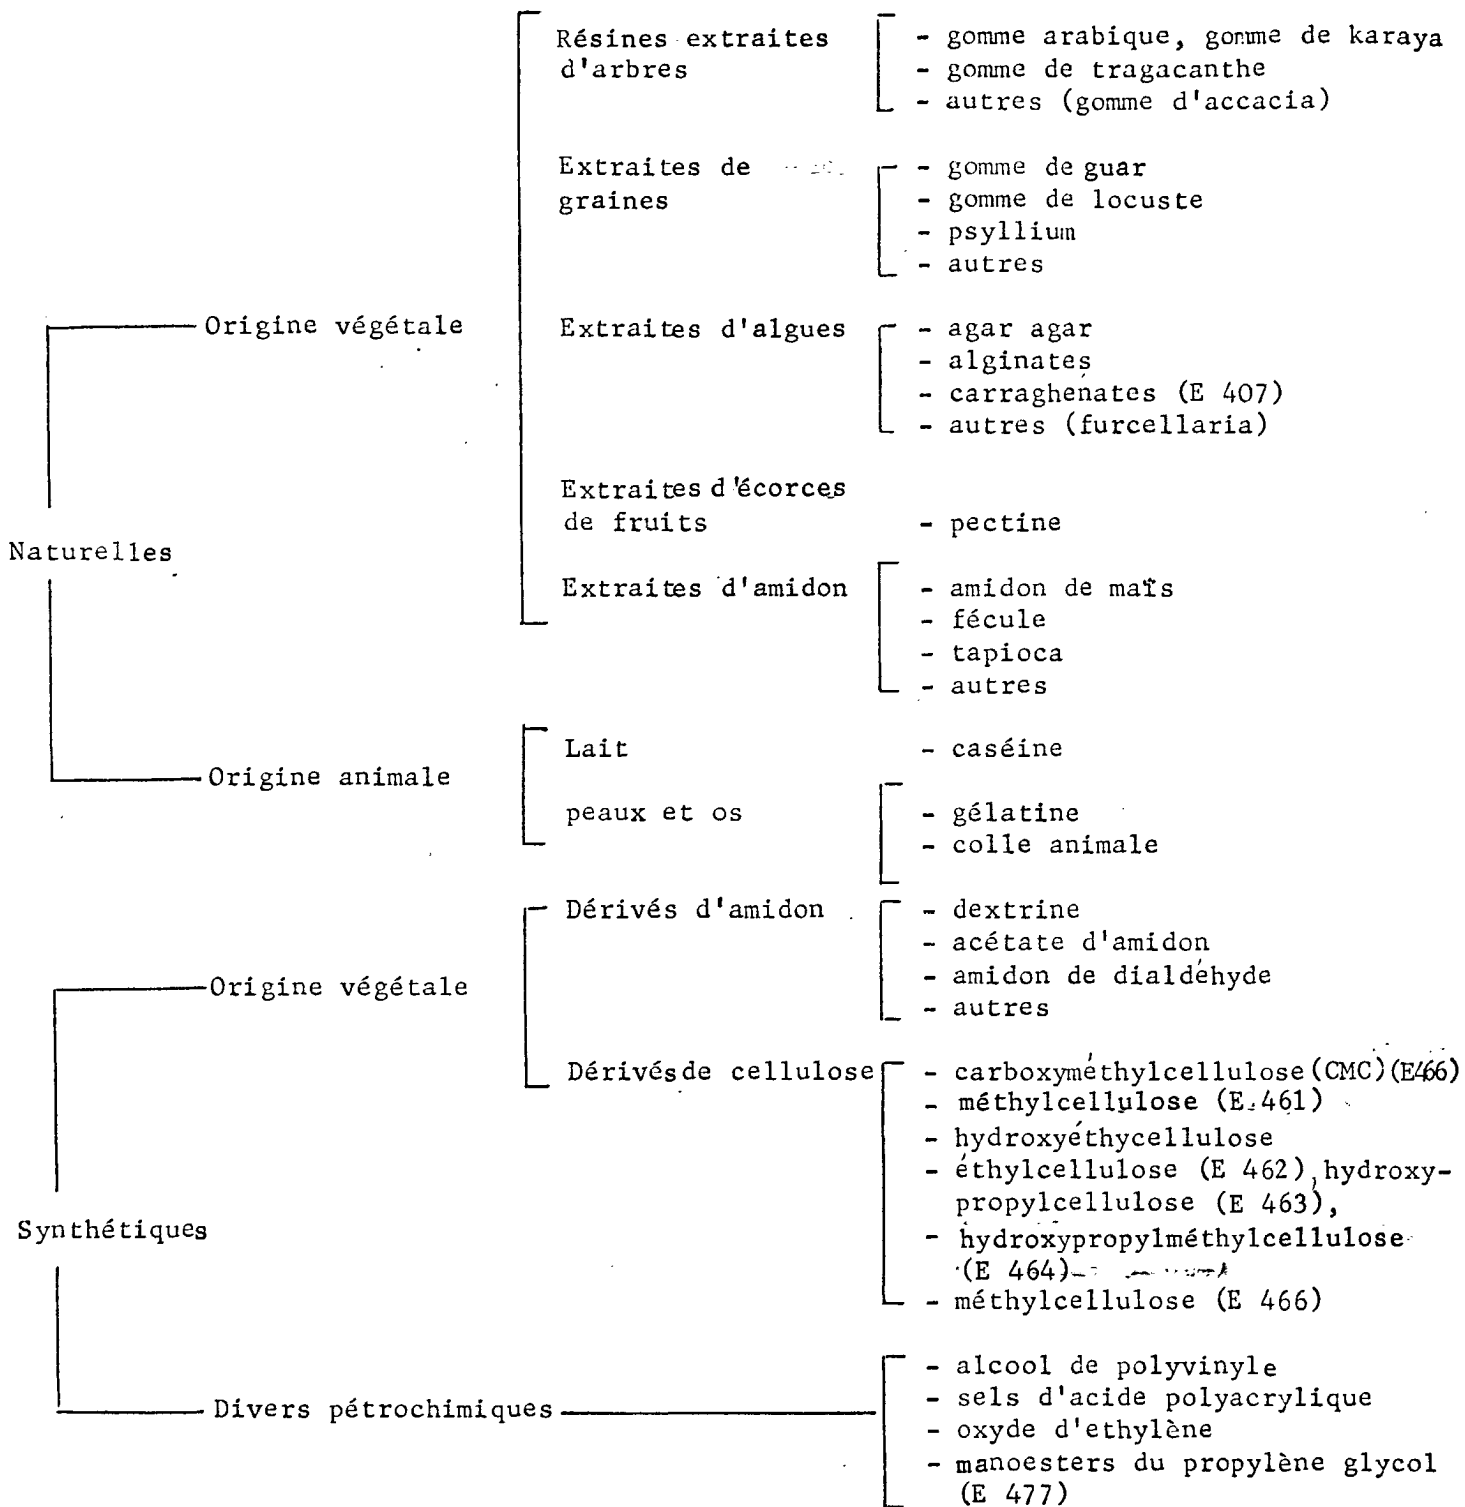 Résines extraites
d'arbres
- gomme arabique, gomme de karaya
- gomme de tragacanthe
- autres (gomme d'accacia)
Extraites de
graines
- gomme de guar
- gomme de locuste
- psyllium
- autres
Origine végétale
Extraites d'algues
- agar agar
- alginates
- carraghénates (E 407)
- autres (furcellaria)
Extraites d'écorces
de fruits
- pectine
Naturelles
Extraites d'amidon
- amidon de maïs
- fécule
- tapioca
- autres
Origine animale
Lait
- caséine
peaux et os
- gélatine
- colle animale
Origine végétale
Dérivés d'amidon
- dextrine
- acétate d'amidon
- amidon de dialdéhyde
- autres
Dérivés de cellulose
- carboxyméthylcellulose (CMC) (E466)
- méthylcellulose (E.461)
- hydroxyéthycellulose
- éthylcellulose (E 462), hydroxy-
propylcellulose (E 463),
- hydroxypropylméthylcellulose
(E 464)
- méthylcellulose (E 466)
Synthétiques
Divers pétrochimiques
- alcool de polyvinyle
- sels d'acide polyacrylique
- oxyde d'ethylène
- manoesters du propylène glycol
(E 477)